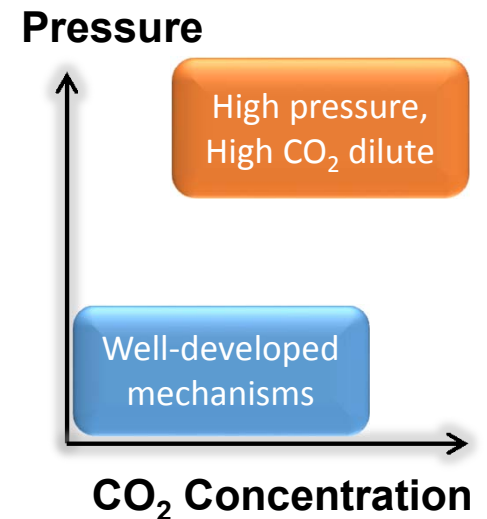 Pressure
High pressure,
High CO₂ dilute
Well-developed
mechanisms
CO₂ Concentration